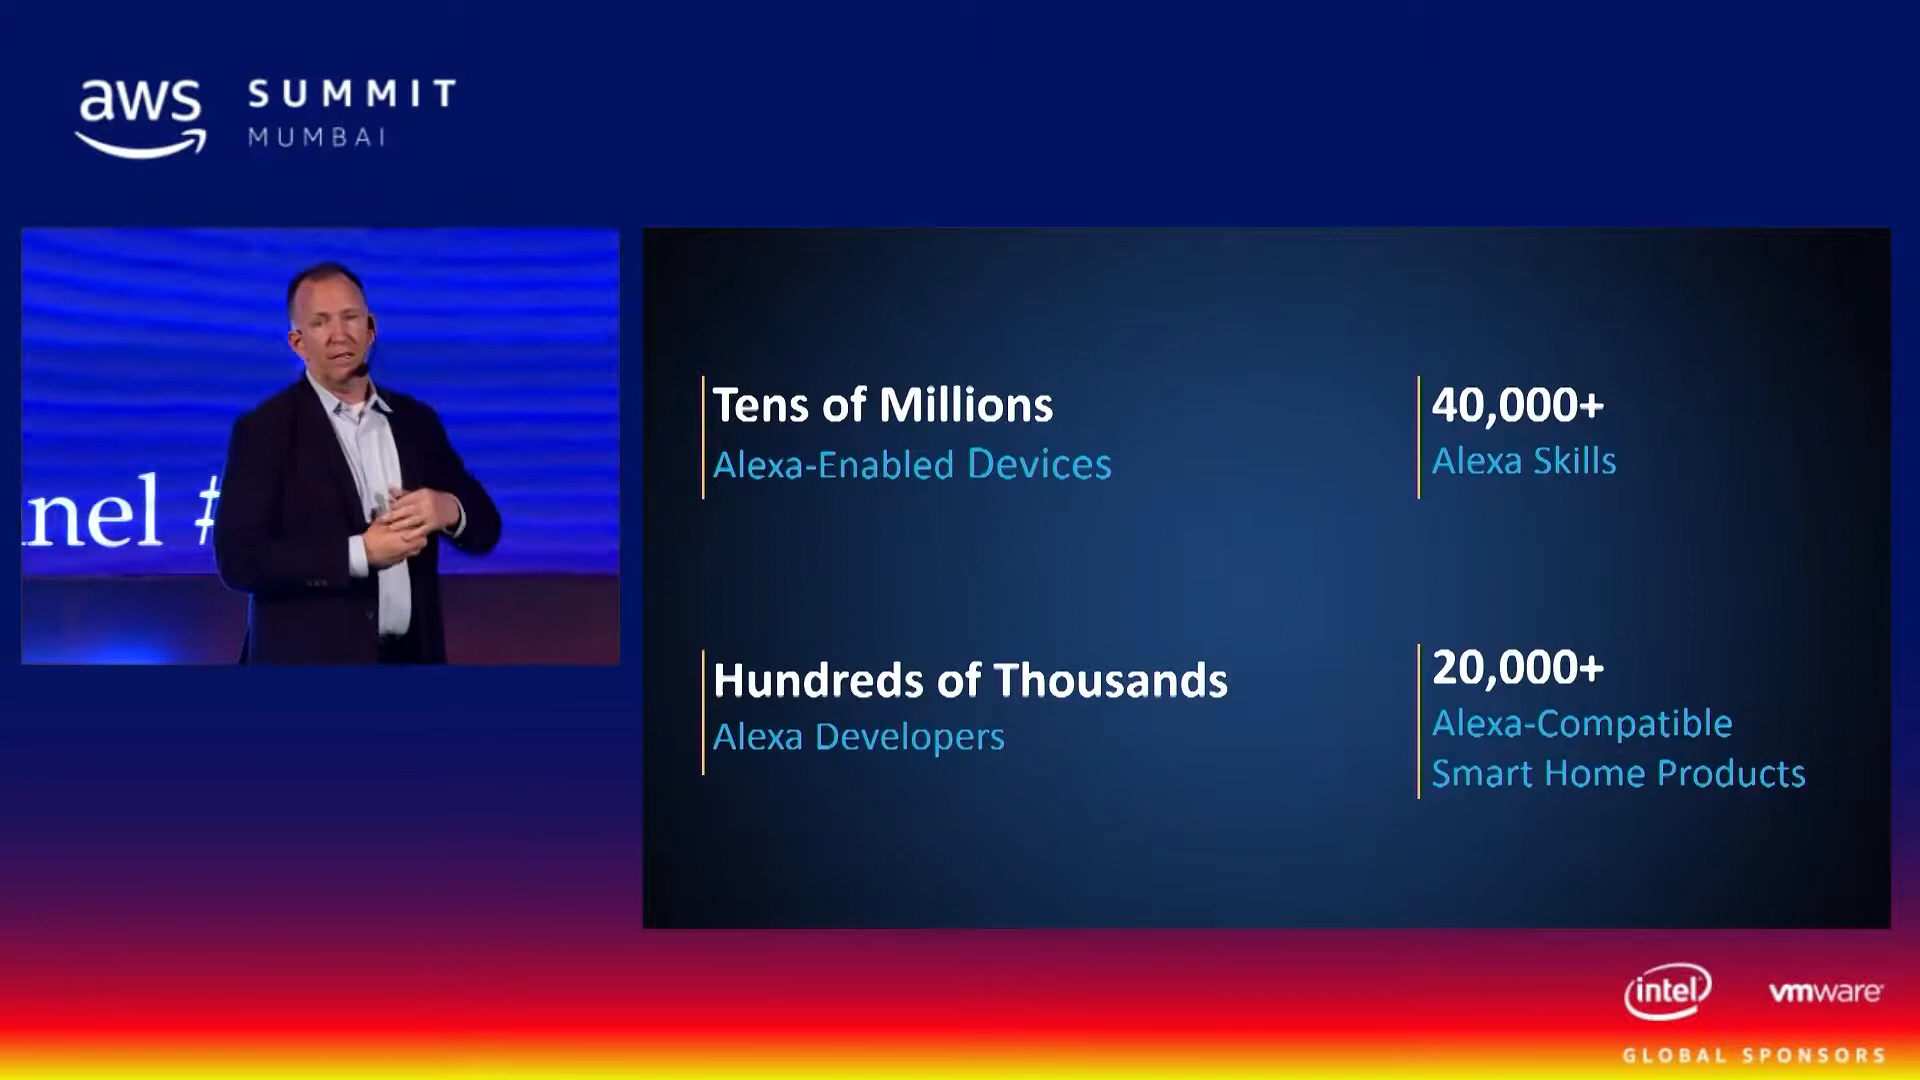 aws
SUMMIT
MUMBAI
nel #
Tens of Millions
Alexa-Enabled Devices
40,000+
Alexa Skills
Hundreds of Thousands
Alexa Developers
20,000+
Alexa-Compatible
Smart Home Products
intel
vmware
GLOBAL SPONSORS